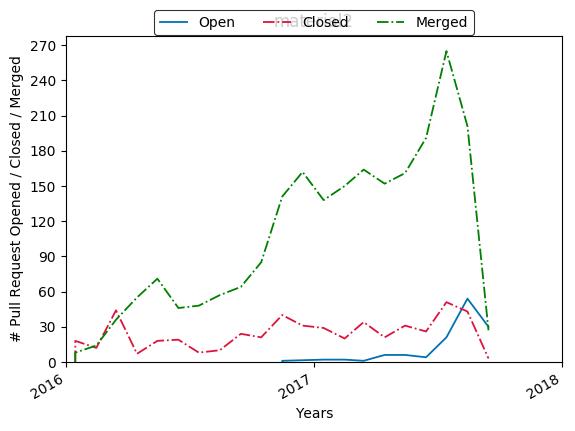 material2
Open Closed Merged
# Pull Request Opened / Closed / Merged
270
240
210
180
150
120
90
60
30
0
2016 2017 2018
Years